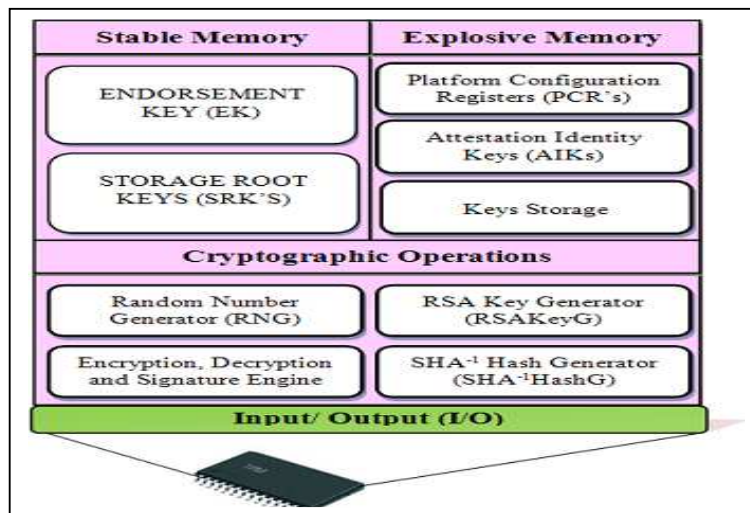 Stable Memory
Explosive Memory
ENDORSEMENT
KEY (EK)
STORAGE ROOT
KEYS (SRK'S)
Platform Configuration
Registers (PCR's)
Attestation Identity
Keys (AIKs)
Keys Storage
Cryptographic Operations
Random Number
Generator (RNG)
RSA Key Generator
(RSAKeyG)
Encryption, Decryption
and Signature Engine
SHA⁻¹ Hash Generator
(SHA⁻¹HashG)
Input/ Output (I/O)
TPM